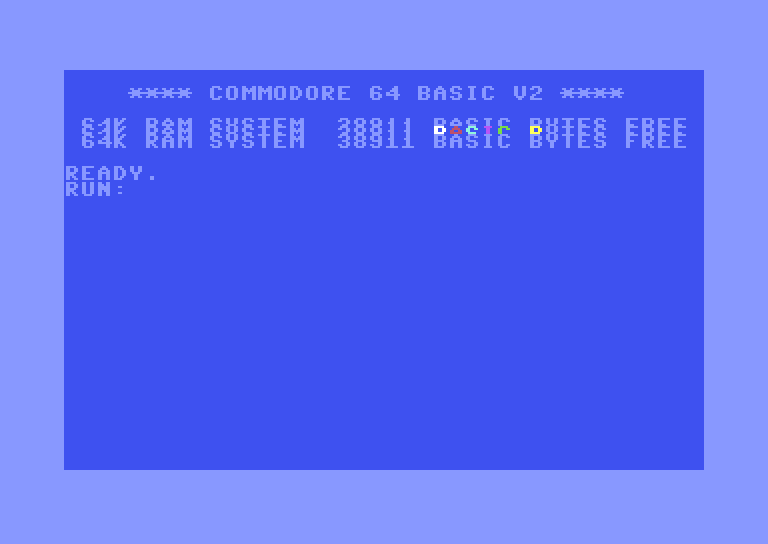 **** COMMODORE 64 BASIC V2 ****
64K RAM SYSTEM 38911 BASIC BYTES FREE
READY.
RUN: